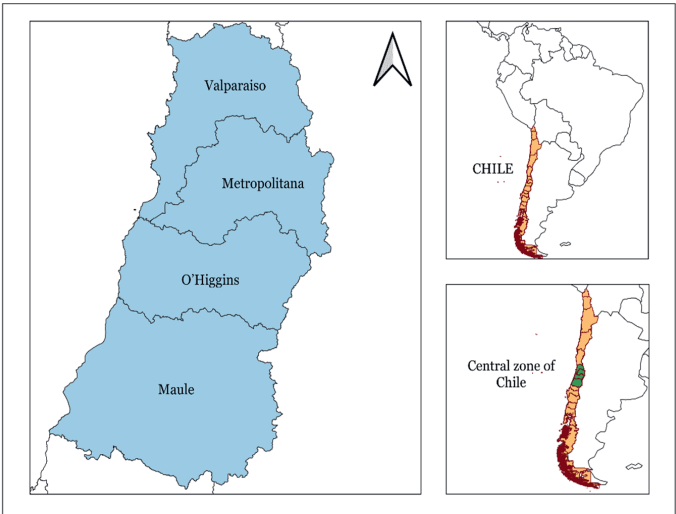 Valparaiso
Metropolitana
O’Higgins
Maule
CHILE
Central zone of
Chile